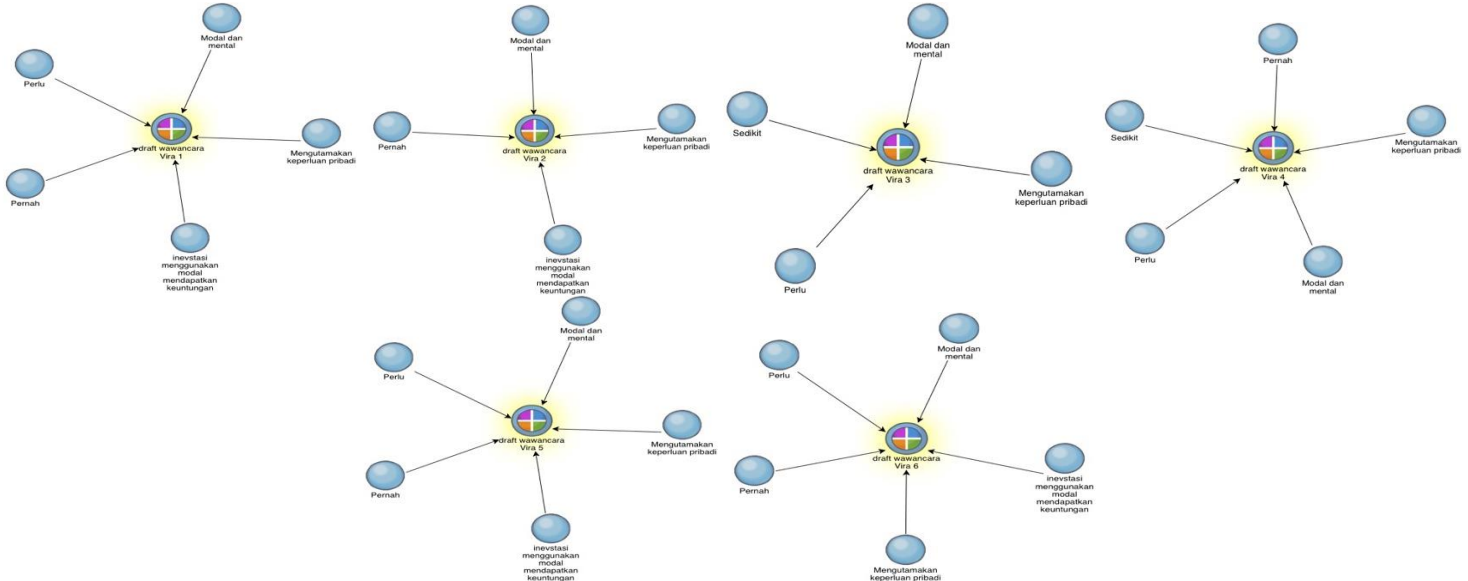 Modal dan
mental
Perlu
draft wawancara
Vira 1
Mengutamakan
keperluan pribadi
Pernah
inevstasi
menggunakan
modal
mendapatkan
keuntungan
Modal dan
mental
Pernah
draft wawancara
Vira 2
Mengutamakan
keperluan pribadi
inevstasi
menggunakan
modal
mendapatkan
keuntungan
Modal dan
mental
Sedikit
draft wawancara
Vira 3
Mengutamakan
keperluan pribadi
Perlu
Pernah
Sedikit
draft wawancara
Vira 4
Mengutamakan
keperluan pribadi
Perlu
Modal dan
mental
Modal dan
mental
Perlu
draft wawancara
Vira 5
Mengutamakan
keperluan pribadi
Pernah
inevstasi
menggunakan
modal
mendapatkan
keuntungan
Modal dan
mental
Perlu
draft wawancara
Vira 6
inevstasi
menggunakan
modal
mendapatkan
keuntungan
Pernah
Mengutamakan
keperluan pribadi